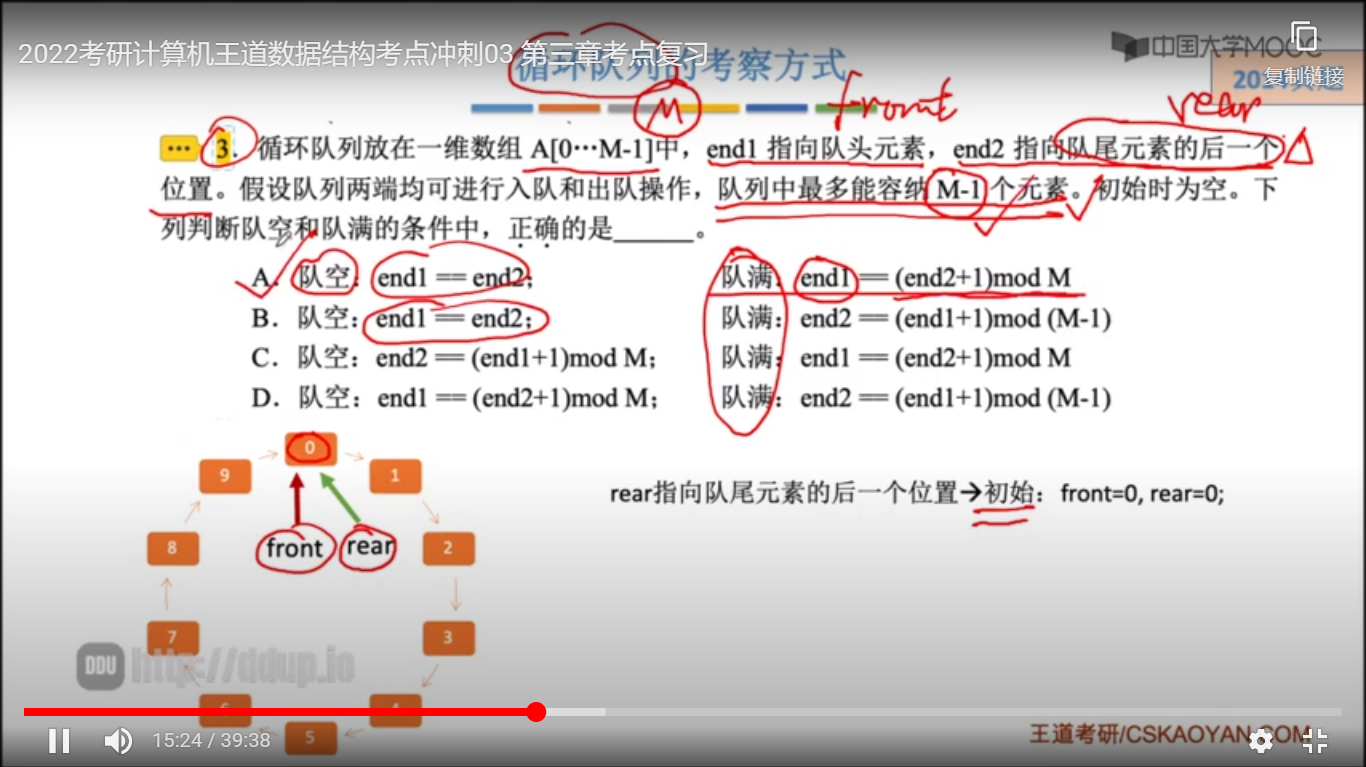 2022考研计算机王道数据结构考点冲刺03 第三章考点复习
循环队列的考察方式
中国大学MOOC
复制链接
M
front
rear
3. 循环队列放在一维数组 A[0…M-1]中，end1 指向队头元素，end2 指向队尾元素的后一个
位置。假设队列两端均可进行入队和出队操作，队列中最多能容纳 M-1 个元素。初始时为空。下
列判断队空和队满的条件中，正确的是______。
A. 队空：end1 == end2； 队满：end1 == (end2+1)mod M
B. 队空：end1 == end2； 队满：end2 == (end1+1)mod (M-1)
C. 队空：end2 == (end1+1)mod M； 队满：end1 == (end2+1)mod M
D. 队空：end1 == (end2+1)mod M； 队满：end2 == (end1+1)mod (M-1)
0
9
1
rear指向队尾元素的后一个位置→初始：front=0, rear=0;
8
front
rear
2
7
3
DDU http://ddup.io
6
4
5
王道考研/CSKAOYAN.COM
15:24 / 39:38